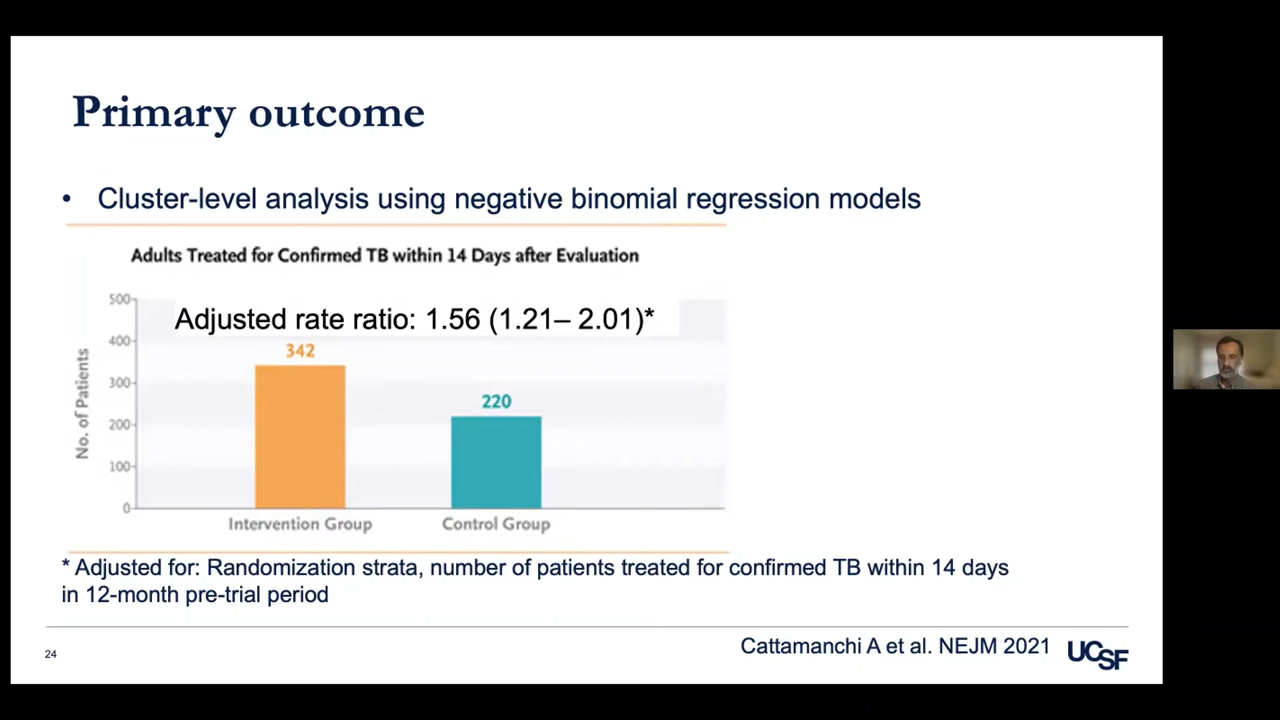 Primary outcome
• Cluster-level analysis using negative binomial regression models
Adults Treated for Confirmed TB within 14 Days after Evaluation
Adjusted rate ratio: 1.56 (1.21– 2.01)*
No. of Patients
500
400
300
200
100
0
342
220
Intervention Group
Control Group
* Adjusted for: Randomization strata, number of patients treated for confirmed TB within 14 days
in 12-month pre-trial period
24
Cattamanchi A et al. NEJM 2021
UCSF